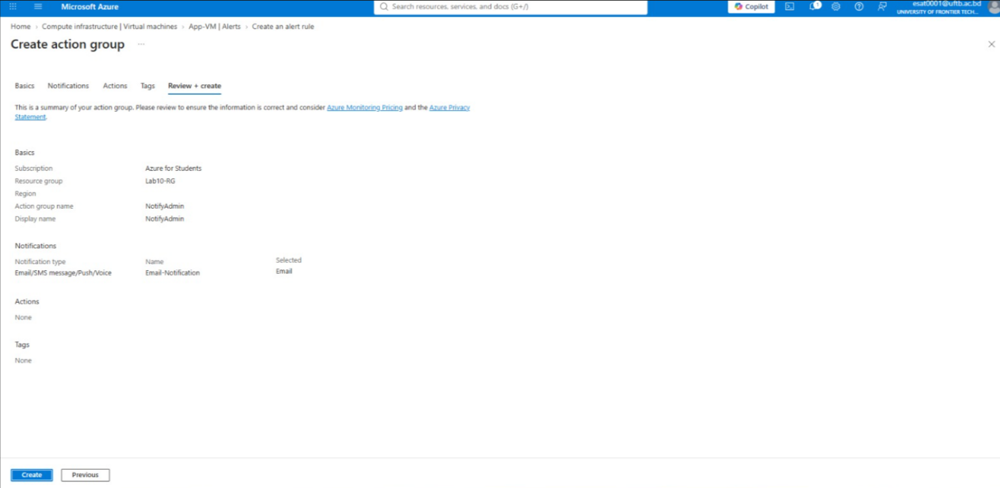 Microsoft Azure
Search resources, services, and docs (G+/)
Copilot
1
esat0001@uftb.ac.bd
UNIVERSITY OF FRONTIER TECH...
Home > Compute infrastructure | Virtual machines > App-VM | Alerts > Create an alert rule
Create action group ...
Basics Notifications Actions Tags Review + create
This is a summary of your action group. Please review to ensure the information is correct and consider Azure Monitoring Pricing and the Azure Privacy
Statement.
Basics
Subscription Azure for Students
Resource group Lab10-RG
Region
Action group name NotifyAdmin
Display name NotifyAdmin
Notifications
Notification type Name Selected
Email/SMS message/Push/Voice Email-Notification Email
Actions
None
Tags
None
Create Previous